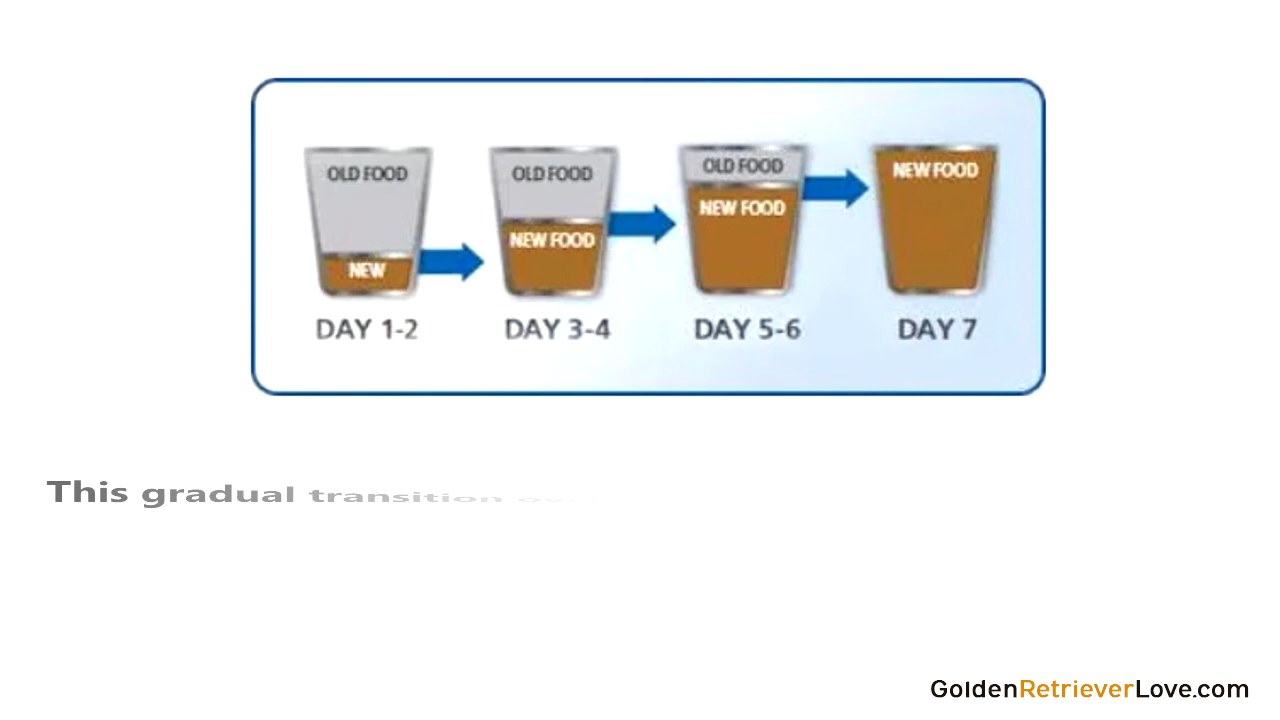 OLD FOOD OLD FOOD OLD FOOD NEW FOOD
NEW NEW FOOD NEW FOOD
DAY 1-2 DAY 3-4 DAY 5-6 DAY 7
This gradual transition
GoldenRetrieverLove.com